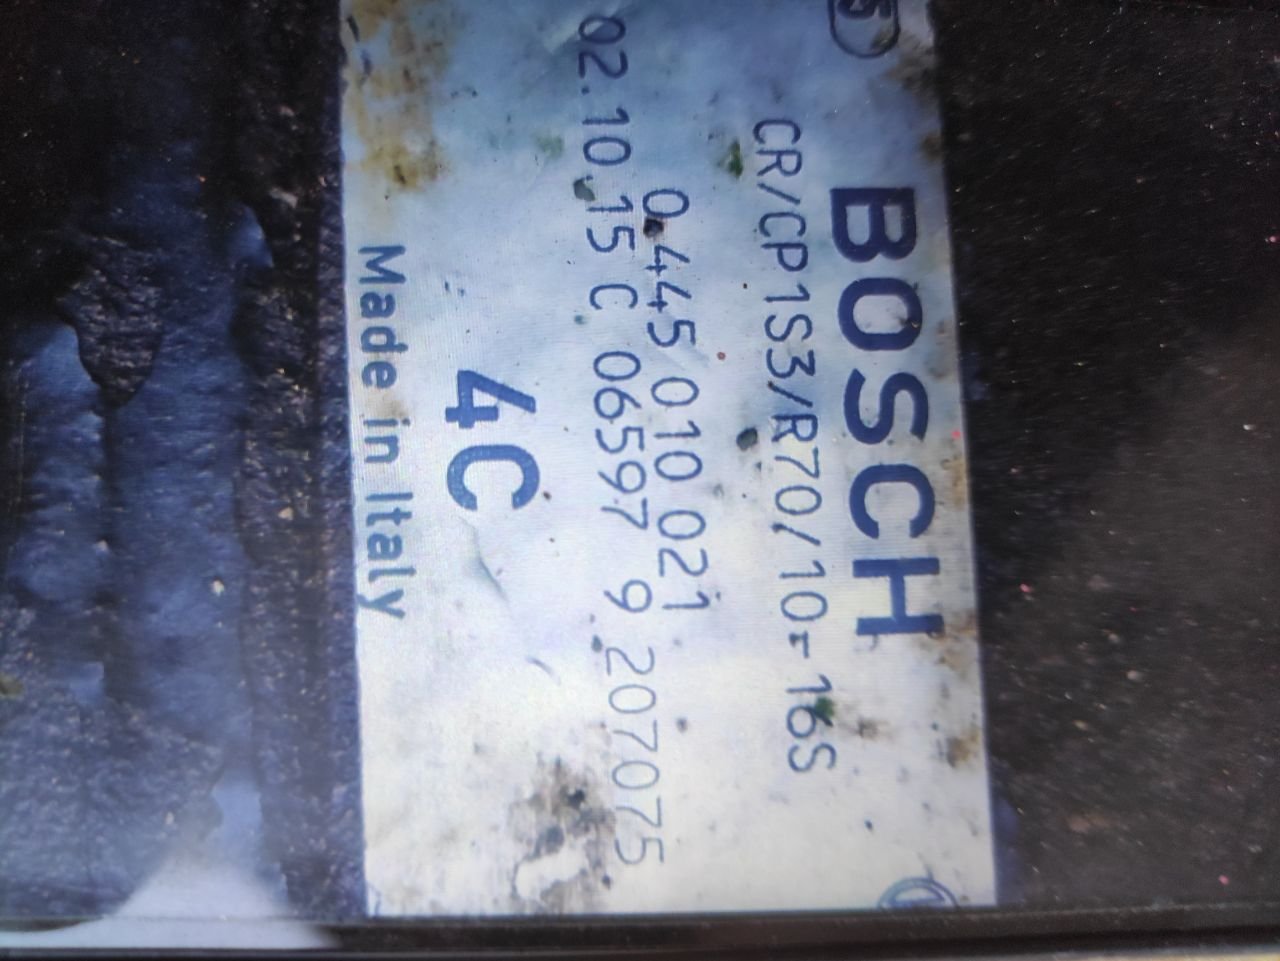 BOSCH
CR/CP1S3/R70/10-16S
0 445 010 021
02.10.15 C 06597 9 207075
4C
Made in Italy